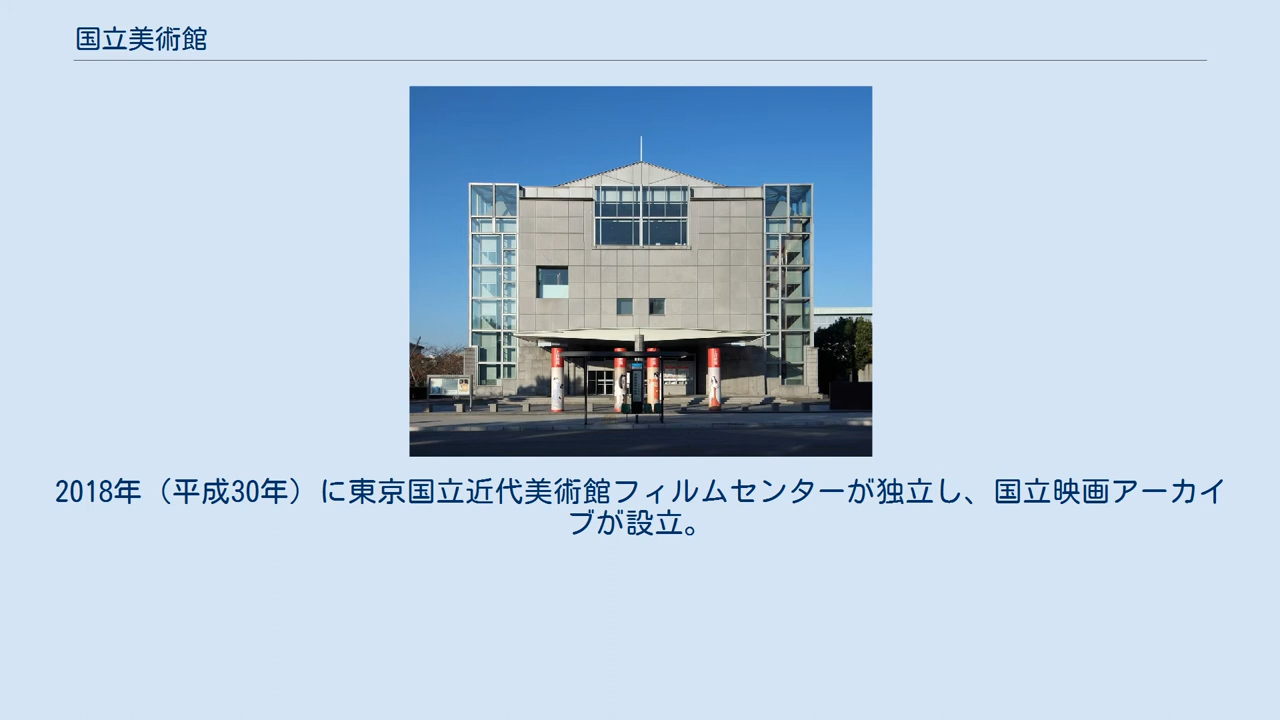 国立美術館
2018年（平成30年）に東京国立近代美術館フィルムセンターが独立し、国立映画アーカイ
ブが設立。